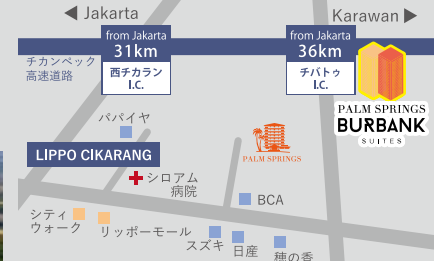 ◀ Jakarta
Karawan ▶
from Jakarta
31km
西チカラン
I.C.
from Jakarta
36km
チバトゥ
I.C.
チカンペック
高速道路
PALM SPRINGS
BURBANK
SUITES
パパイヤ
LIPPO CIKARANG
PALM SPRINGS
シロアム
病院
BCA
シティ
ウォーク
リッポーモール
スズキ
日産
穂の香